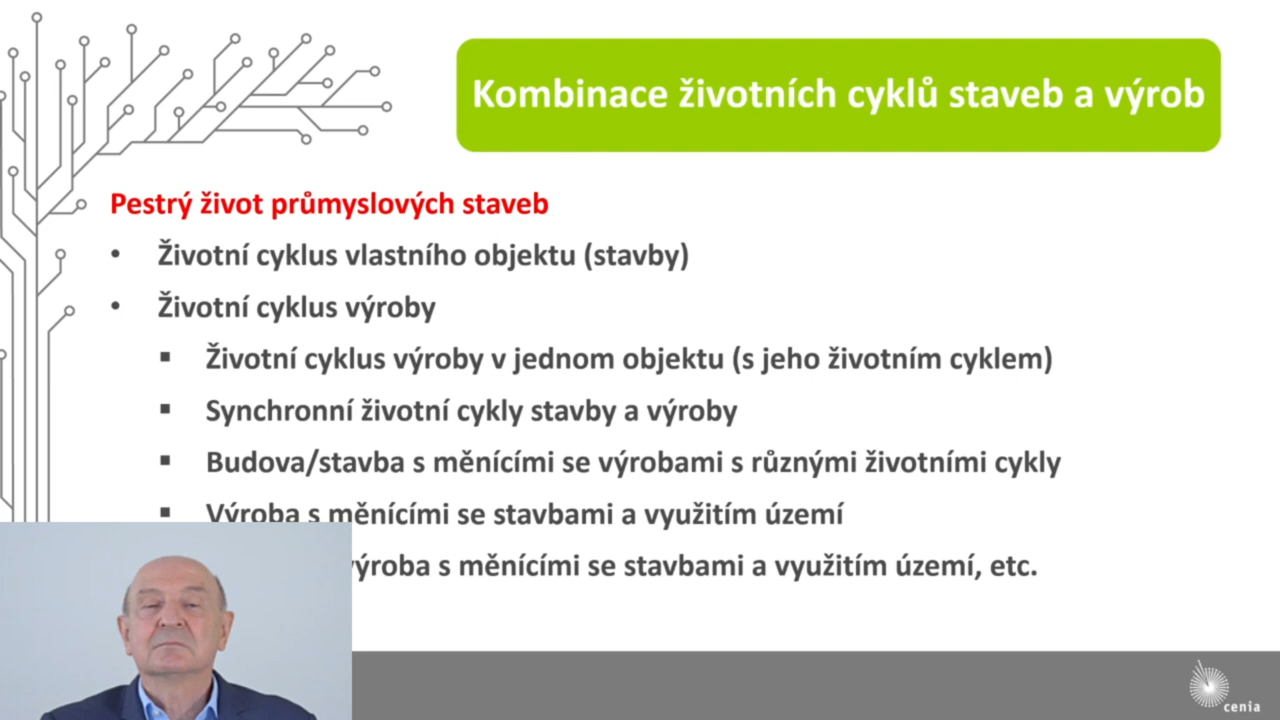 Kombinace životních cyklů staveb a výrob
Pestrý život průmyslových staveb
• Životní cyklus vlastního objektu (stavby)
• Životní cyklus výroby
▪ Životní cyklus výroby v jednom objektu (s jeho životním cyklem)
▪ Synchronní životní cykly stavby a výroby
▪ Budova/stavba s měnícími se výrobami s různými životními cykly
▪ Výroba s měnícími se stavbami a využitím území
výroba s měnícími se stavbami a využitím území, etc.
cenia